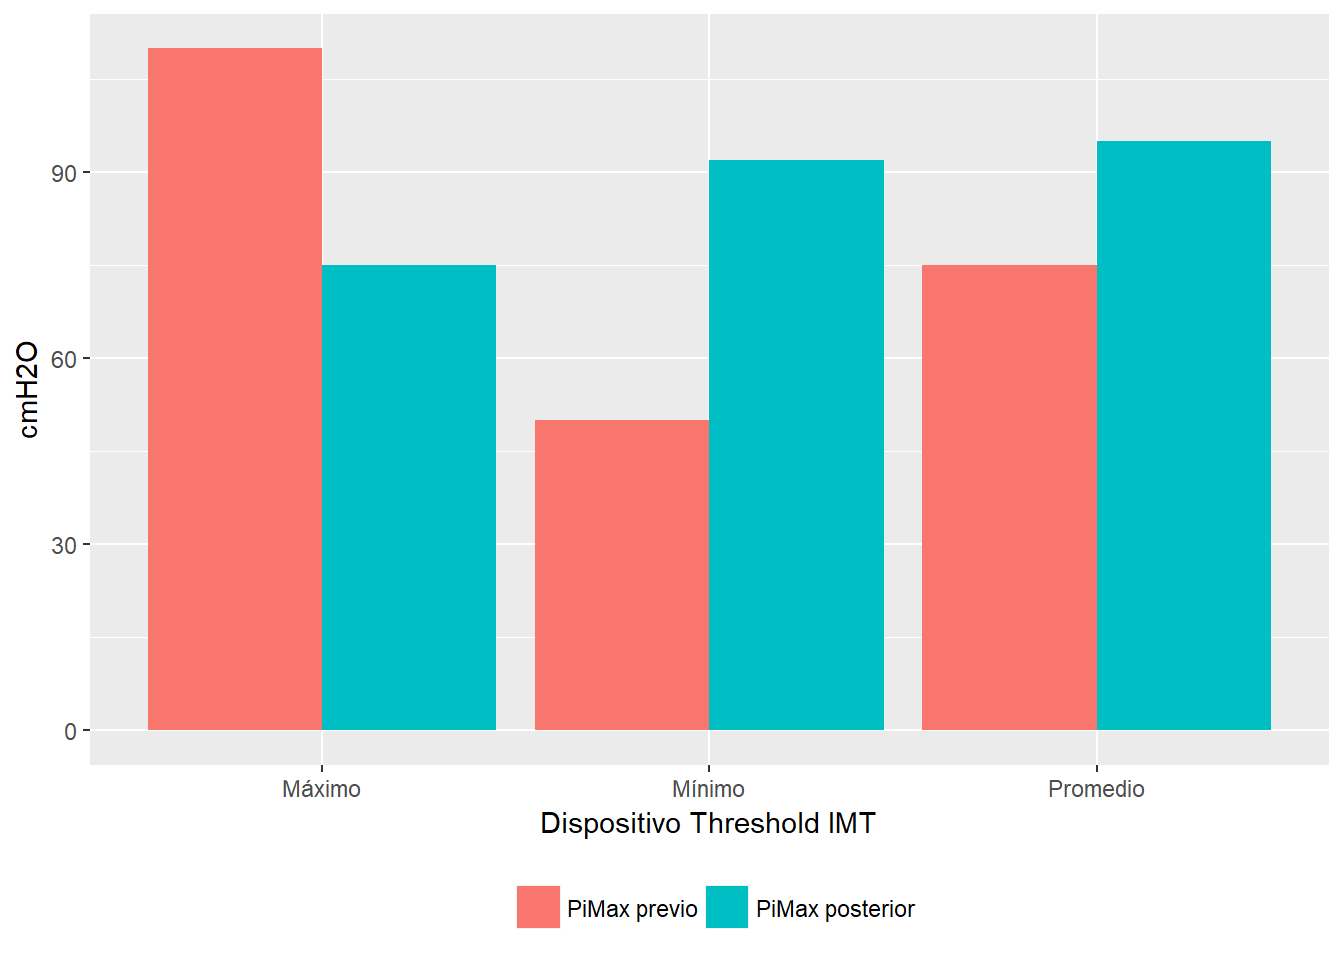 cmH2O
90
60
30
0
Máximo Mínimo Promedio
Dispositivo Threshold IMT
PiMax previo PiMax posterior